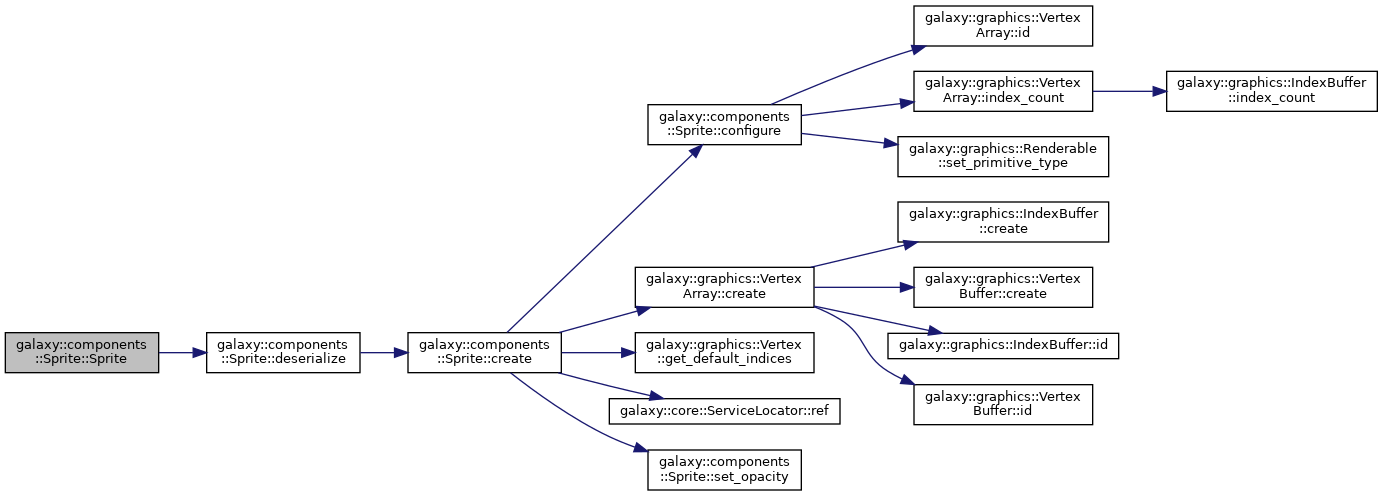 galaxy::graphics::Vertex
Array::id
galaxy::graphics::Vertex
Array::index_count
galaxy::graphics::IndexBuffer
::index_count
galaxy::components
::Sprite::configure
galaxy::graphics::Renderable
::set_primitive_type
galaxy::graphics::IndexBuffer
::create
galaxy::graphics::Vertex
Array::create
galaxy::graphics::Vertex
Buffer::create
galaxy::components
::Sprite::Sprite
galaxy::components
::Sprite::deserialize
galaxy::components
::Sprite::create
galaxy::graphics::Vertex
::get_default_indices
galaxy::graphics::IndexBuffer::id
galaxy::core::ServiceLocator::ref
galaxy::graphics::Vertex
Buffer::id
galaxy::components
::Sprite::set_opacity